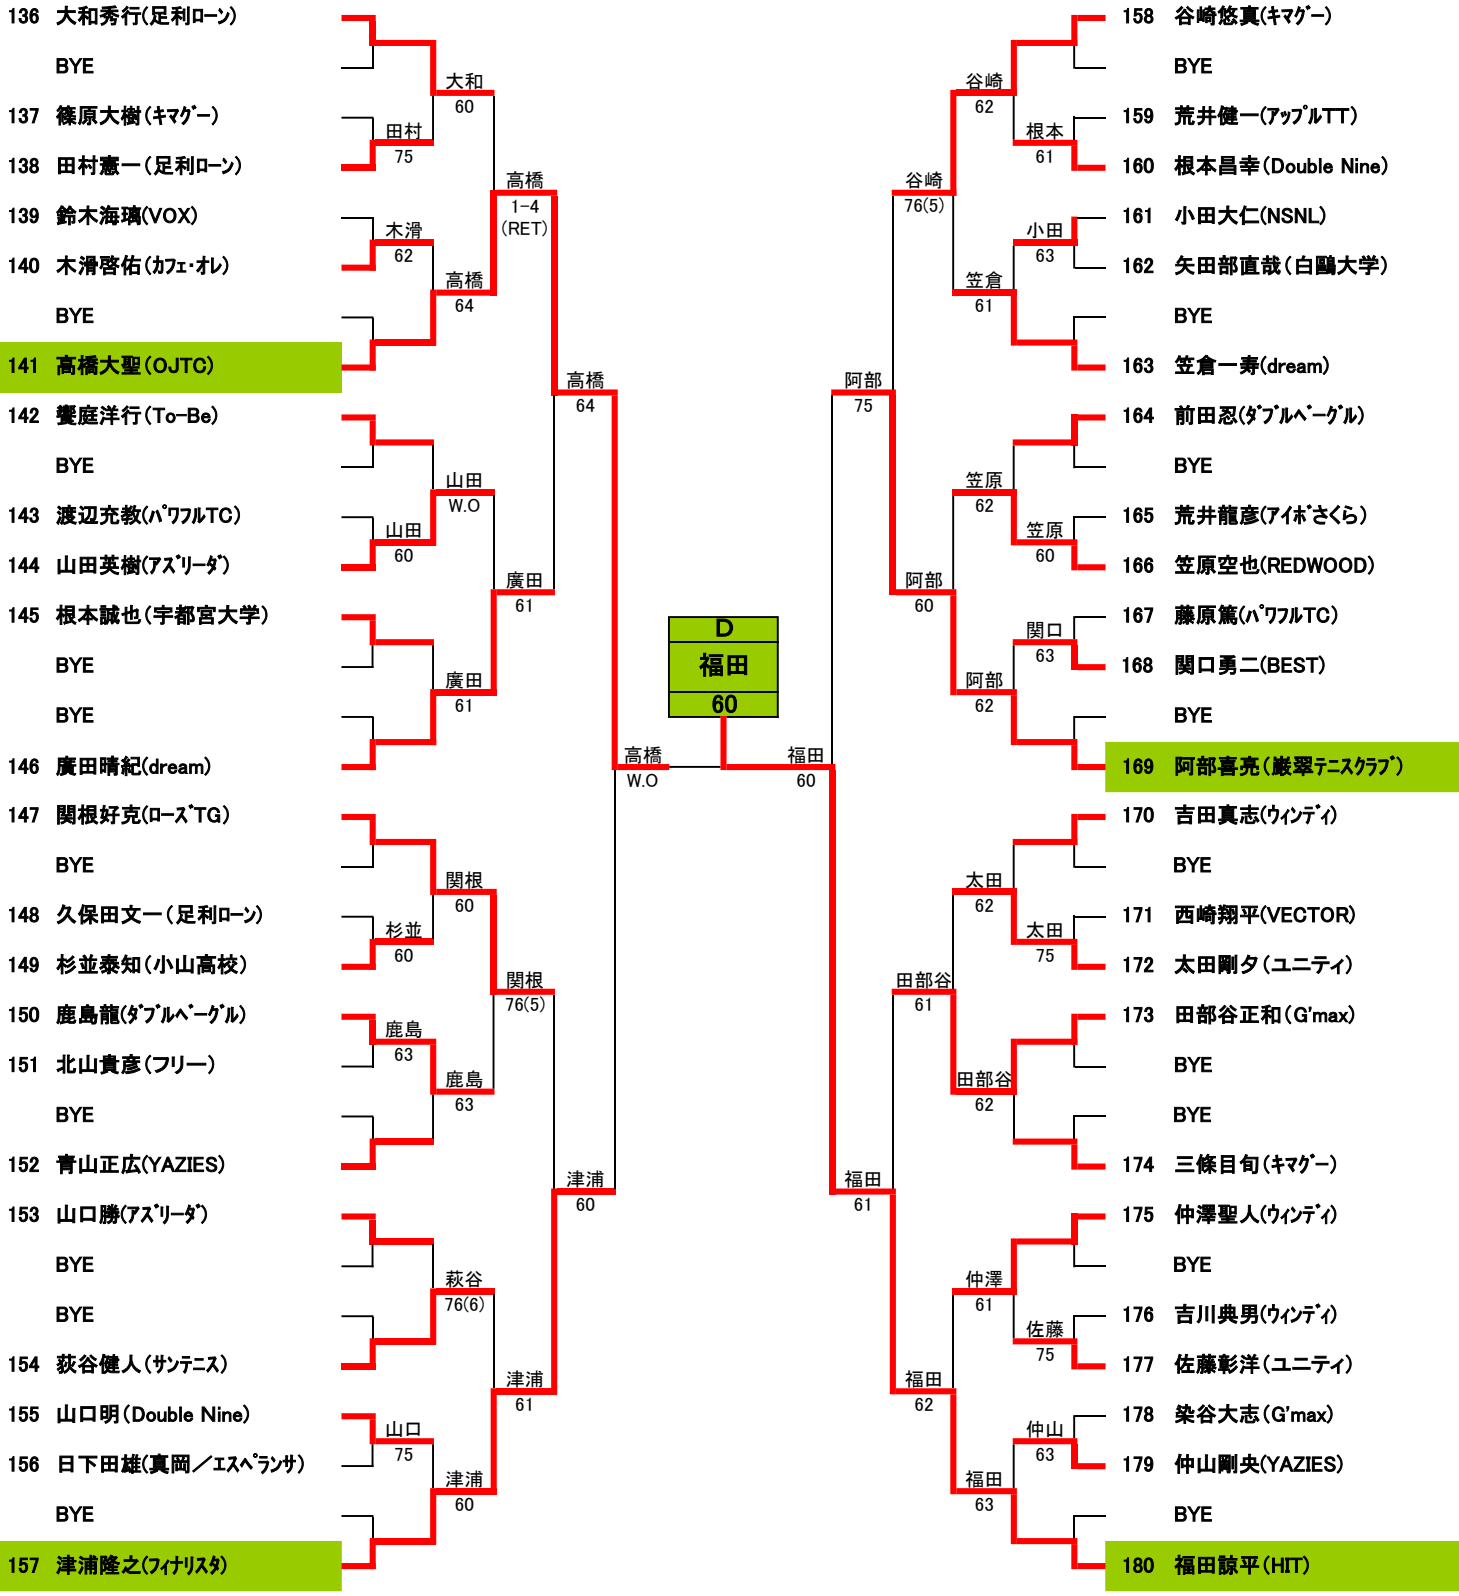 136 大和秀行(足利ﾛｰﾝ)
BYE
137 篠原大樹(ｷﾏｸﾞｰ)
138 田村憲一(足利ﾛｰﾝ)
139 鈴木海璃(VOX)
140 木滑啓佑(ｶﾌｪ･ｵﾚ)
BYE
141 高橋大聖(OJTC)
142 饗庭洋行(To-Be)
BYE
143 渡辺充教(ﾊﾟﾜﾌﾙTC)
144 山田英樹(ｱｽﾞﾘｰﾀﾞ)
145 根本誠也(宇都宮大学)
BYE
BYE
146 廣田晴紀(dream)
147 関根好克(ﾛｰｽﾞTG)
BYE
148 久保田文一(足利ﾛｰﾝ)
149 杉並泰知(小山高校)
150 鹿島龍(ﾀﾞﾌﾞﾙﾍﾞｰｸﾞﾙ)
151 北山貴彦(フリー)
BYE
152 青山正広(YAZIES)
153 山口勝(ｱｽﾞﾘｰﾀﾞ)
BYE
BYE
154 荻谷健人(ｻﾝﾃﾆｽ)
155 山口明(Double Nine)
156 日下田雄(真岡／ｴｽﾍﾟﾗﾝｻ)
BYE
157 津浦隆之(ﾌｨﾅﾘｽﾀ)
田村
75
木滑
62
山田
60
杉並
60
鹿島
63
山口
75
大和
60
高橋
64
山田
W.O
廣田
61
関根
60
鹿島
63
萩谷
76(6)
津浦
60
高橋
1-4
(RET)
廣田
61
関根
76(5)
津浦
61
高橋
64
津浦
60
高橋
W.O
D
福田
60
福田
60
阿部
75
福田
61
谷崎
76(5)
阿部
60
田部谷
61
福田
62
谷崎
62
笠倉
61
笠原
62
阿部
62
太田
62
田部谷
62
仲澤
61
福田
63
根本
61
小田
63
笠原
60
関口
63
太田
75
佐藤
75
仲山
63
158 谷崎悠真(ｷﾏｸﾞｰ)
BYE
159 荒井健一(ｱｯﾌﾟﾙTT)
160 根本昌幸(Double Nine)
161 小田大仁(NSNL)
162 矢田部直哉(白鷗大学)
BYE
163 笠倉一寿(dream)
164 前田忍(ﾀﾞﾌﾞﾙﾍﾞｰｸﾞﾙ)
BYE
165 荒井龍彦(ｱｲﾎﾞさくら)
166 笠原空也(REDWOOD)
167 藤原篤(ﾊﾟﾜﾌﾙTC)
168 関口勇二(BEST)
BYE
169 阿部喜亮(巌翠ﾃﾆｽｸﾗﾌﾞ)
170 吉田真志(ｳｨﾝﾃﾞｨ)
BYE
171 西崎翔平(VECTOR)
172 太田剛夕(ユニティ)
173 田部谷正和(G'max)
BYE
BYE
174 三條目旬(ｷﾏｸﾞｰ)
175 仲澤聖人(ｳｨﾝﾃﾞｨ)
BYE
176 吉川典男(ｳｨﾝﾃﾞｨ)
177 佐藤彰洋(ユニティ)
178 染谷大志(G'max)
179 仲山剛央(YAZIES)
BYE
180 福田諒平(HIT)